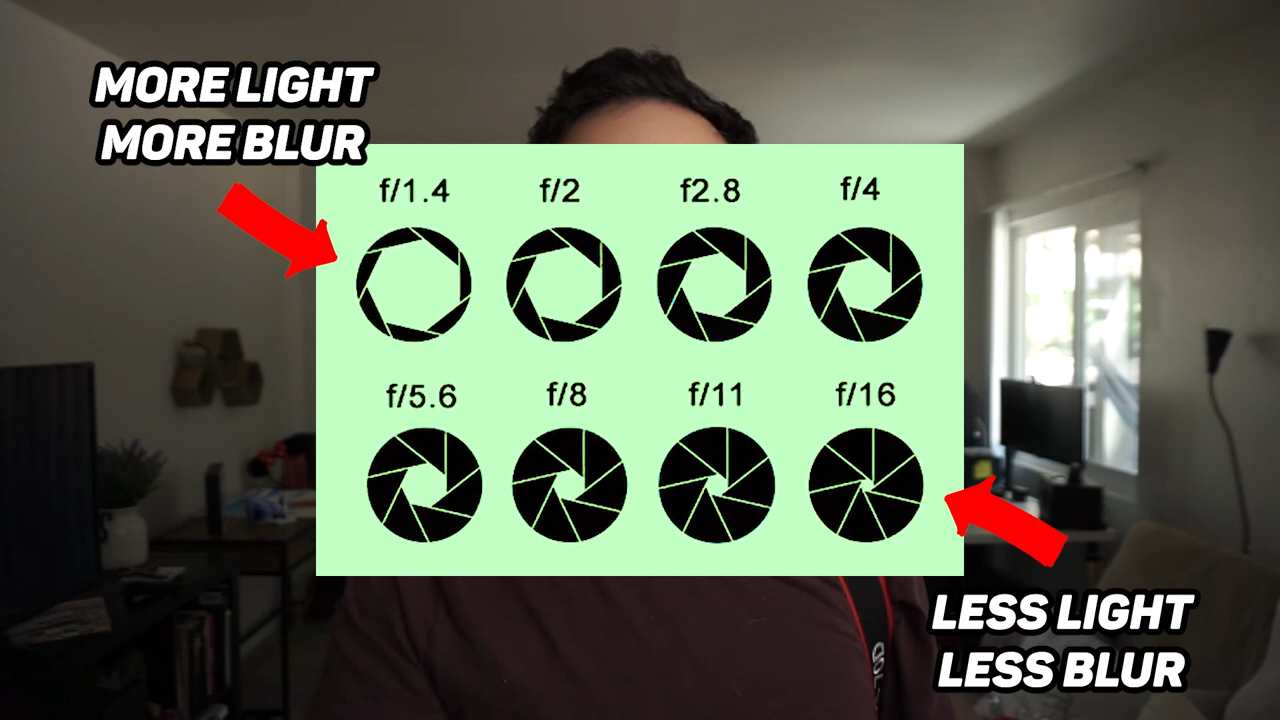 MORE LIGHT
MORE BLUR
f/1.4 f/2 f2.8 f/4
f/5.6 f/8 f/11 f/16
LESS LIGHT
LESS BLUR